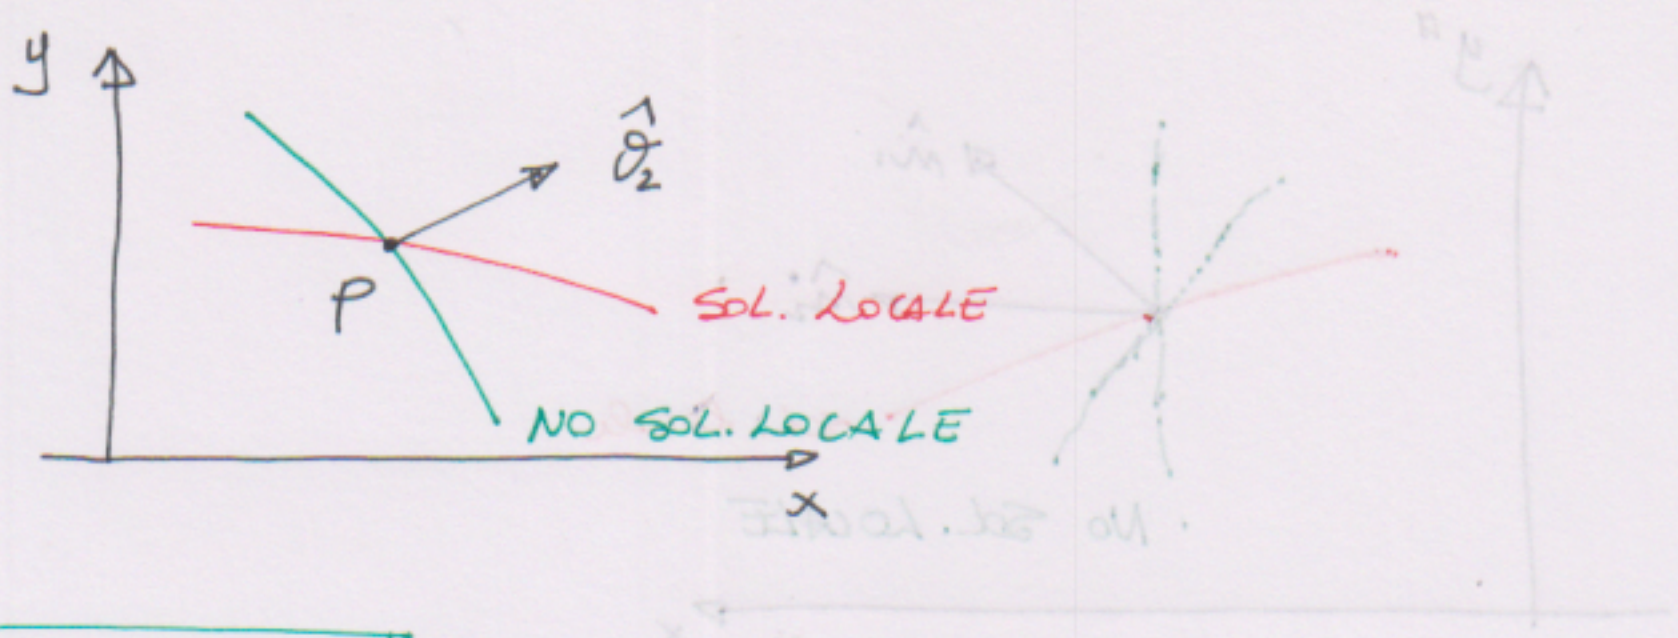 y
v̂₂
P
SOL. LOCALE
NO SOL. LOCALE
x